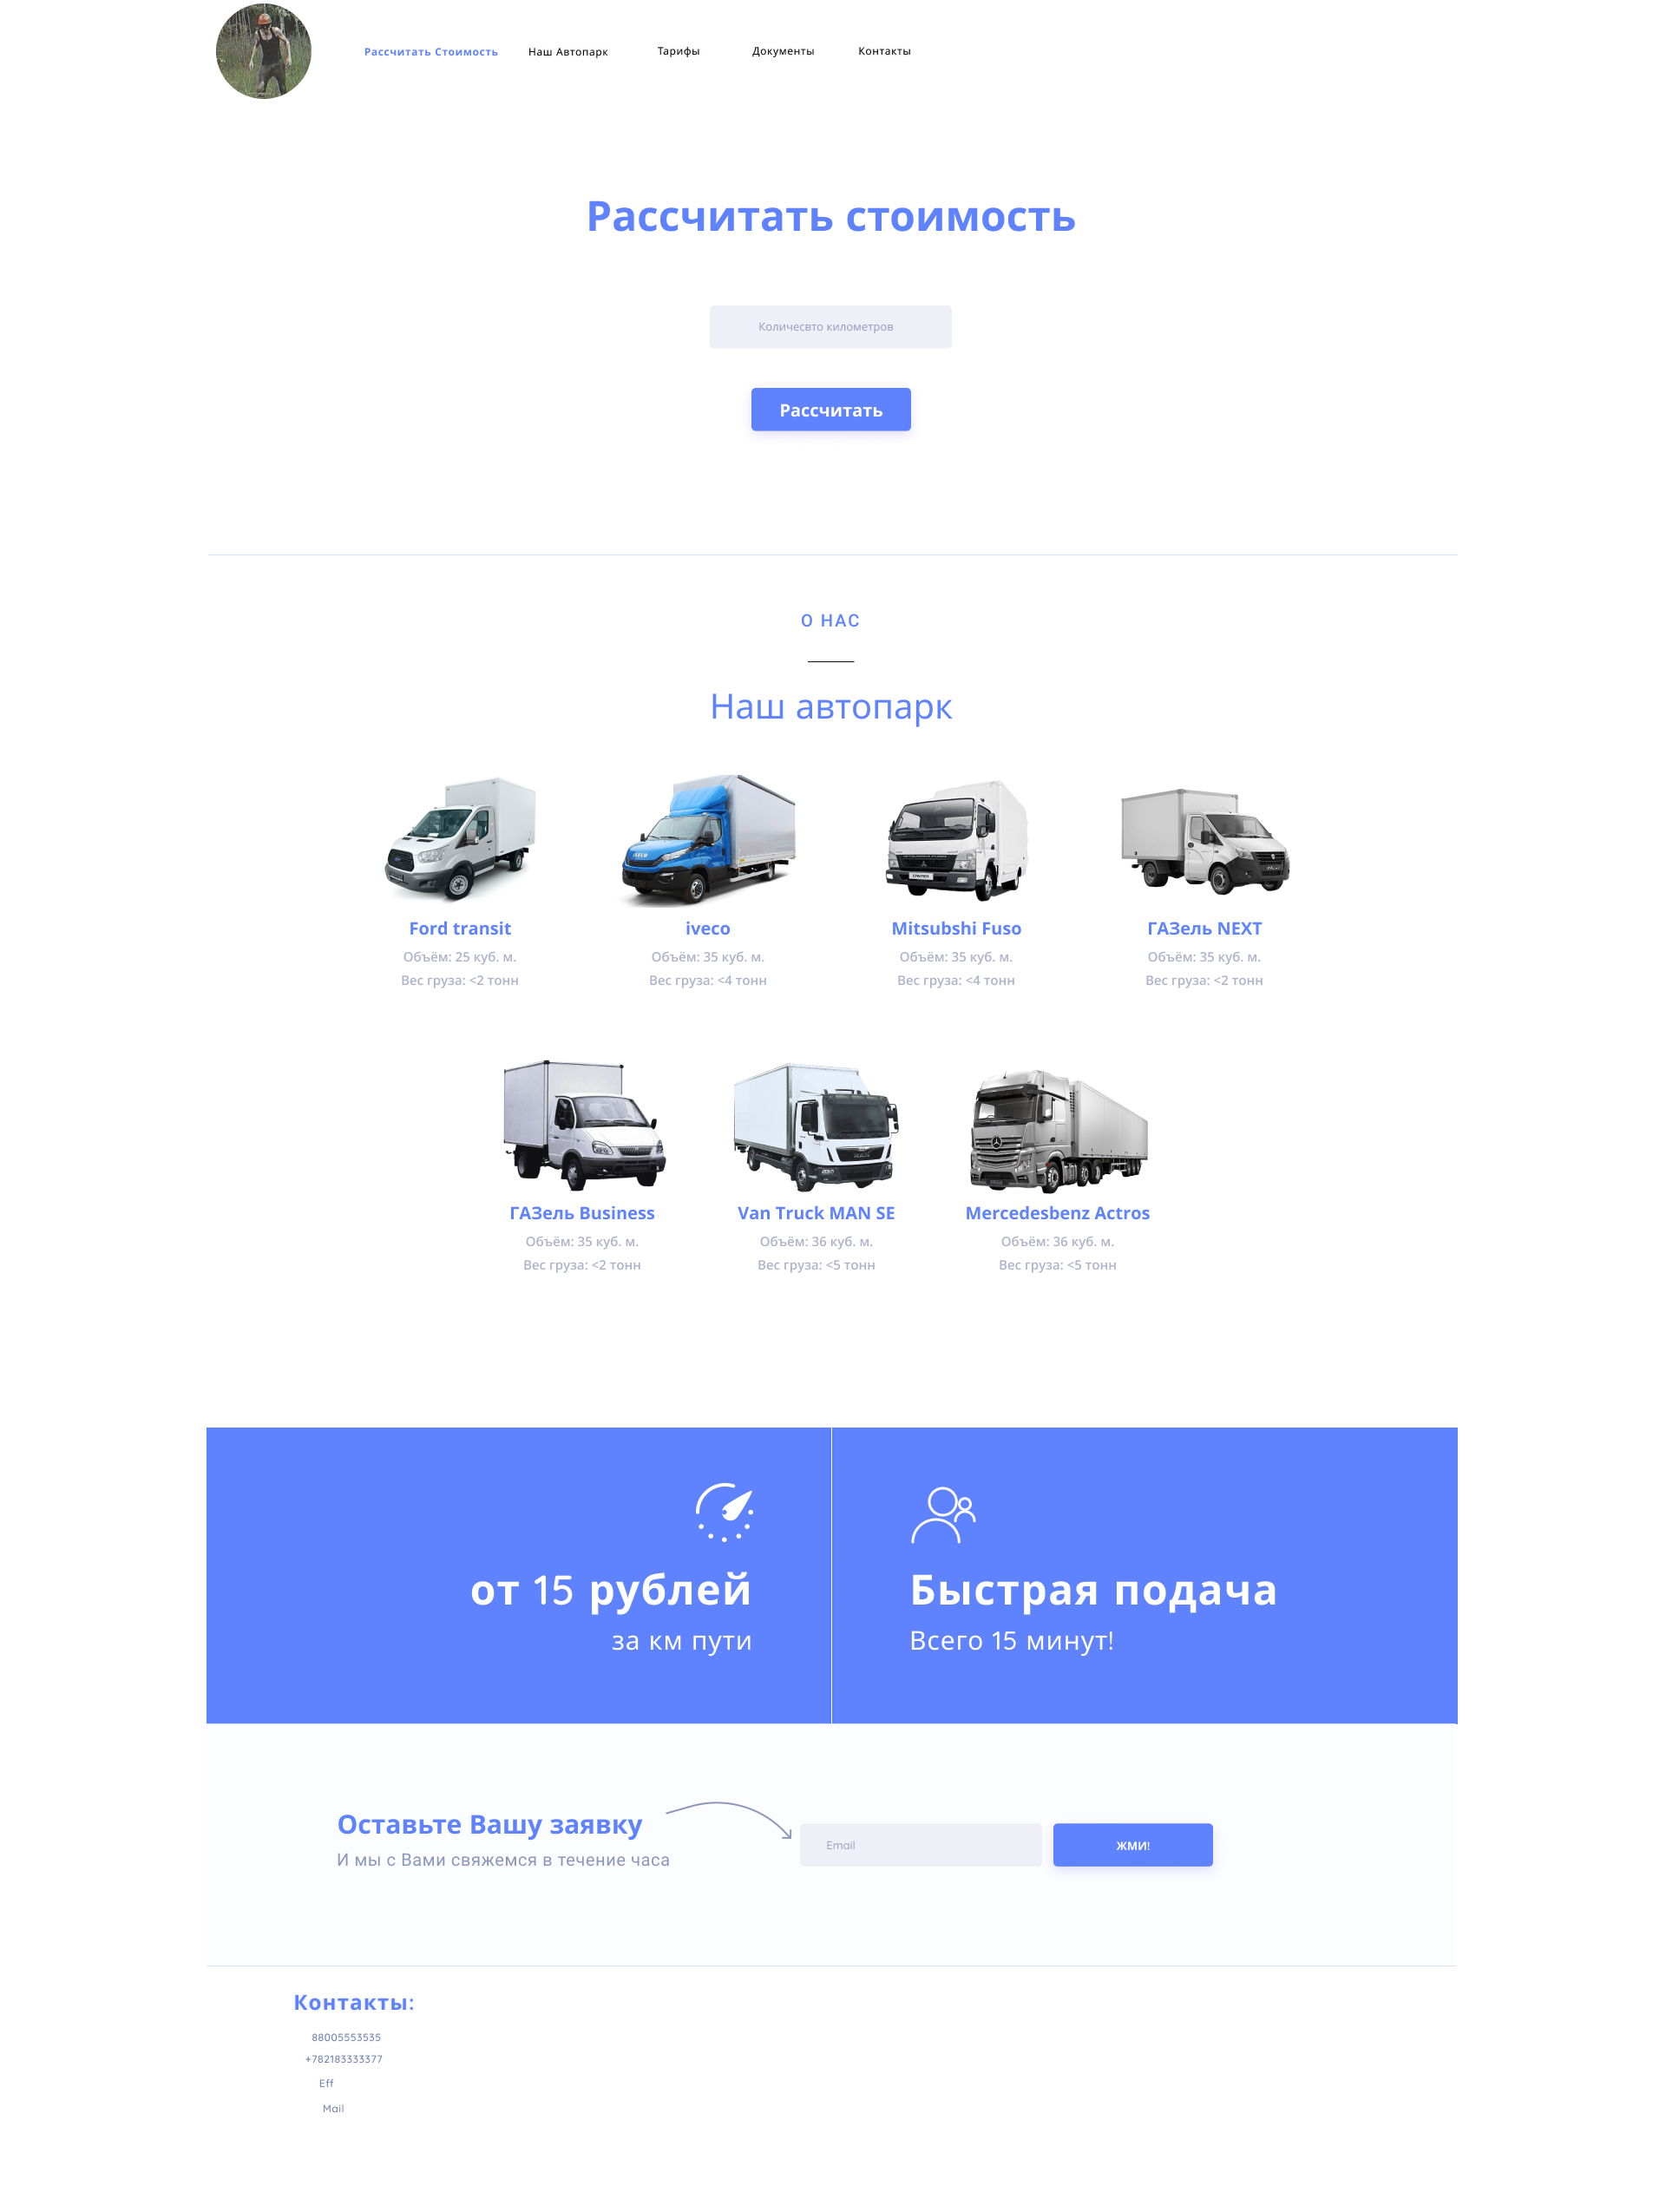 Рассчитать Стоимость
Наш Автопарк
Тарифы
Документы
Контакты
Рассчитать стоимость
Количесвто километров
Рассчитать
О НАС
Наш автопарк
Ford transit
Объём: 25 куб. м.
Вес груза: <2 тонн
iveco
Объём: 35 куб. м.
Вес груза: <4 тонн
Mitsubshi Fuso
Объём: 35 куб. м.
Вес груза: <4 тонн
ГАЗель NEXT
Объём: 35 куб. м.
Вес груза: <2 тонн
ГАЗель Business
Объём: 35 куб. м.
Вес груза: <2 тонн
Van Truck MAN SE
Объём: 36 куб. м.
Вес груза: <5 тонн
Mercedesbenz Actros
Объём: 36 куб. м.
Вес груза: <5 тонн
от 15 рублей
за км пути
Быстрая подача
Всего 15 минут!
Оставьте Вашу заявку
И мы с Вами свяжемся в течение часа
Email
ЖМИ!
Контакты:
88005553535
+782183333377
Eff
Mail